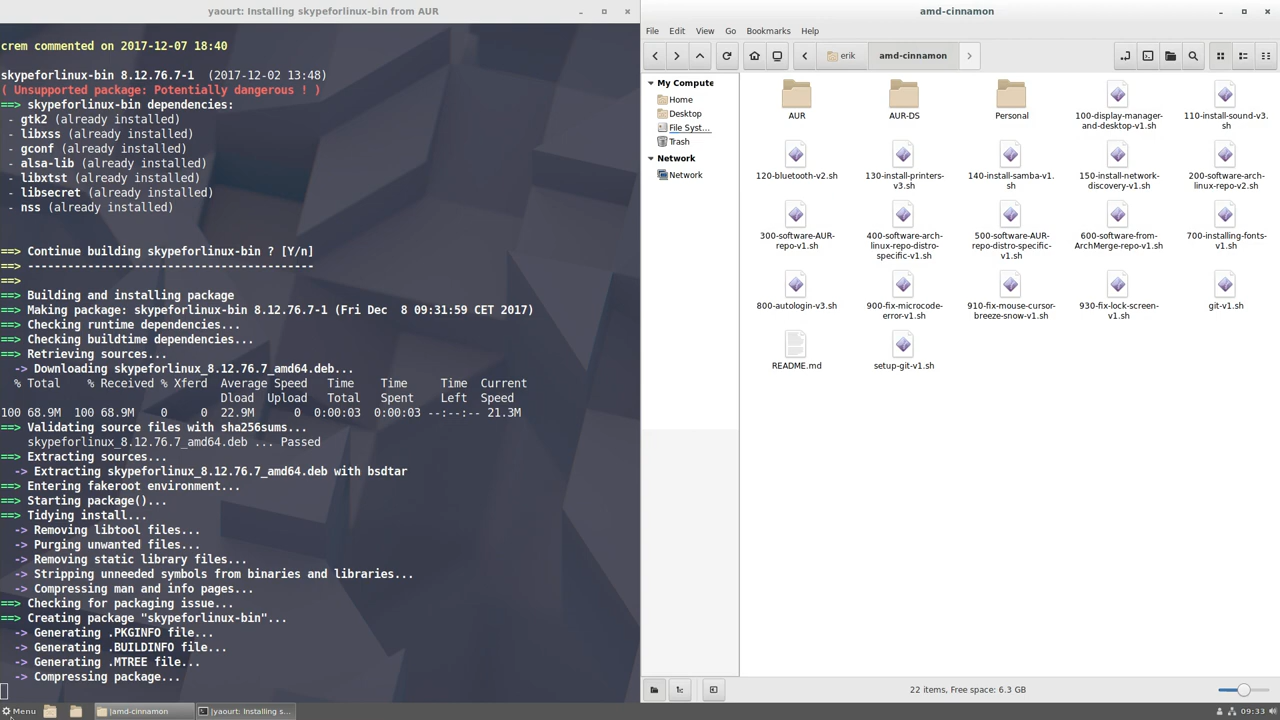 yaourt: Installing skypeforlinux-bin from AUR
crem commented on 2017-12-07 18:40
skypeforlinux-bin 8.12.76.7-1  (2017-12-02 13:48)
( Unsupported package: Potentially dangerous ! )
==> skypeforlinux-bin dependencies:
 - gtk2 (already installed)
 - libxss (already installed)
 - gconf (already installed)
 - alsa-lib (already installed)
 - libxtst (already installed)
 - libsecret (already installed)
 - nss (already installed)
==> Continue building skypeforlinux-bin ? [Y/n]
==> ------------------------------------------
==>
==> Building and installing package
==> Making package: skypeforlinux-bin 8.12.76.7-1 (Fri Dec  8 09:31:59 CET 2017)
==> Checking runtime dependencies...
==> Checking buildtime dependencies...
==> Retrieving sources...
  -> Downloading skypeforlinux_8.12.76.7_amd64.deb...
  % Total    % Received % Xferd  Average Speed   Time    Time     Time  Current
                                 Dload  Upload   Total   Spent    Left  Speed
100 68.9M  100 68.9M    0     0  22.9M      0  0:00:03  0:00:03 --:--:-- 21.3M
==> Validating source files with sha256sums...
    skypeforlinux_8.12.76.7_amd64.deb ... Passed
==> Extracting sources...
  -> Extracting skypeforlinux_8.12.76.7_amd64.deb with bsdtar
==> Entering fakeroot environment...
==> Starting package()...
==> Tidying install...
  -> Removing libtool files...
  -> Purging unwanted files...
  -> Removing static library files...
  -> Stripping unneeded symbols from binaries and libraries...
  -> Compressing man and info pages...
==> Checking for packaging issue...
==> Creating package "skypeforlinux-bin"...
  -> Generating .PKGINFO file...
  -> Generating .BUILDINFO file...
  -> Generating .MTREE file...
  -> Compressing package...
amd-cinnamon
File Edit View Go Bookmarks Help
erik amd-cinnamon
My Compute
Home
Desktop
File Syst...
Trash
Network
Network
AUR
AUR-DS
Personal
100-display-manager-
and-desktop-v1.sh
110-install-sound-v3.
sh
120-bluetooth-v2.sh
130-install-printers-
v3.sh
140-install-samba-v1.
sh
150-install-network-
discovery-v1.sh
200-software-arch-
linux-repo-v2.sh
300-software-AUR-
repo-v1.sh
400-software-arch-
linux-repo-distro-
specific-v1.sh
500-software-AUR-
repo-distro-specific-
v1.sh
600-software-from-
ArchMerge-repo-v1.sh
700-installing-fonts-
v1.sh
800-autologin-v3.sh
900-fix-microcode-
error-v1.sh
910-fix-mouse-cursor-
breeze-snow-v1.sh
930-fix-lock-screen-
v1.sh
git-v1.sh
README.md
setup-git-v1.sh
22 items, Free space: 6.3 GB
Menu
[amd-cinnamon
[yaourt: Installing s...
09:33